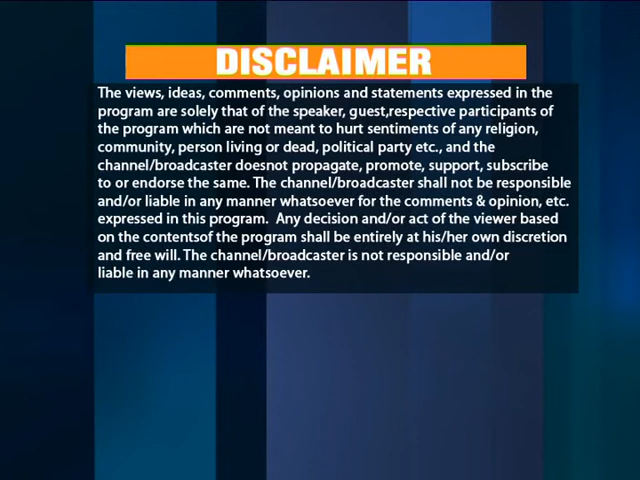 DISCLAIMER
The views, ideas, comments, opinions and statements expressed in the
program are solely that of the speaker, guest,respective participants of
the program which are not meant to hurt sentiments of any religion,
community, person living or dead, political party etc., and the
channel/broadcaster doesnot propagate, promote, support, subscribe
to or endorse the same. The channel/broadcaster shall not be responsible
and/or liable in any manner whatsoever for the comments & opinion, etc.
expressed in this program.  Any decision and/or act of the viewer based
on the contentsof the program shall be entirely at his/her own discretion
and free will. The channel/broadcaster is not responsible and/or
liable in any manner whatsoever.